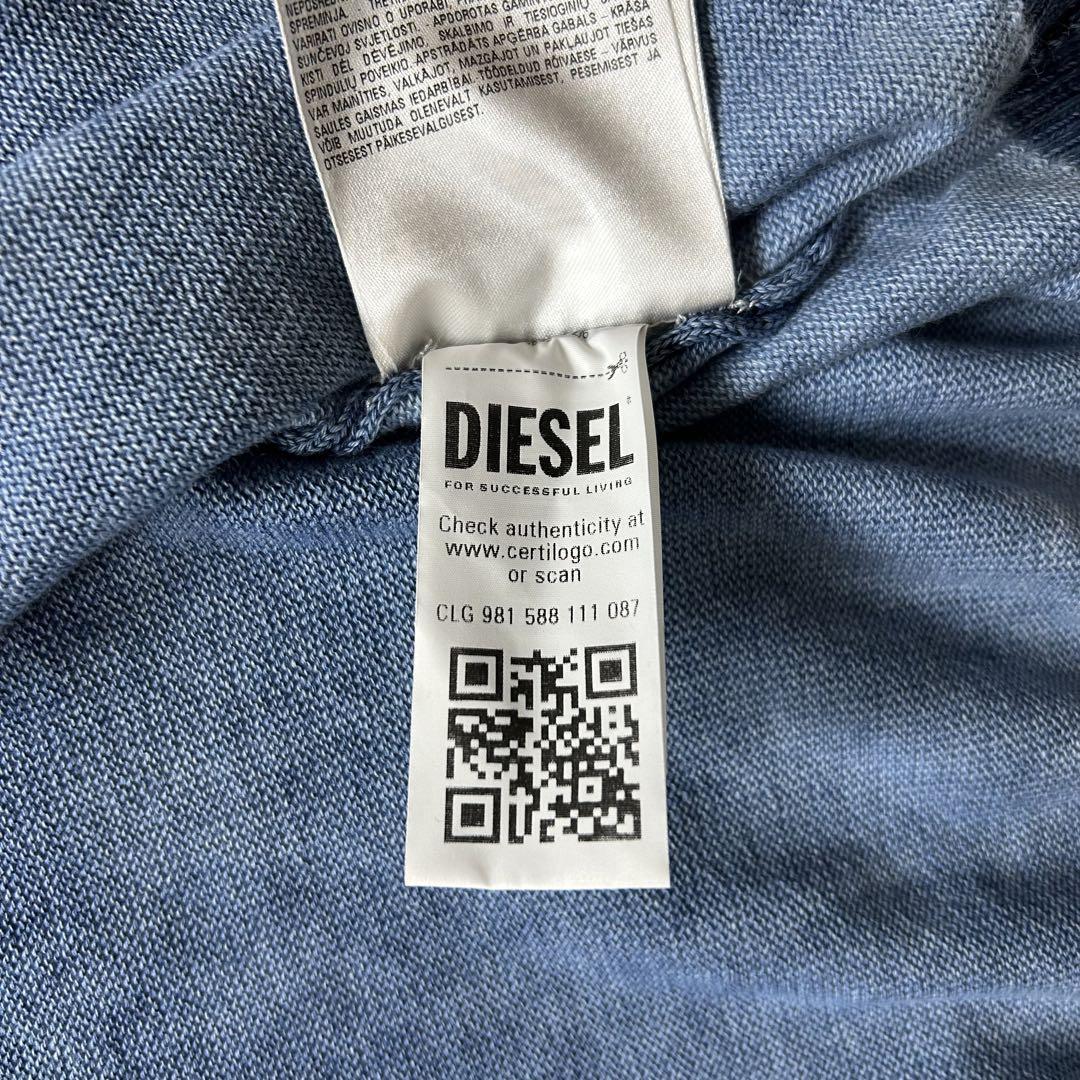 SPREMINJA.
VARIRATI OVISNO O UPORABI,
SUNČEVOJ SVJETLOSTI. APDOROTAS
KISTI DĖL DĖVĖJIMO, SKALBIMO IR TIESIOGINIŲ
SPINDULIŲ POVEIKIO. APSTRĀDĀTS APĢĒRBA GABALS – KRĀSA
VAR MAINĪTIES, VALKĀJOT, MAZGĀJOT UN PAKĻAUJOT TIEŠAS
SAULES GAISMAS IEDARBĪBAI. TÖÖDELDUD RÕIVAESE – VÄRVUS
VÕIB MUUTUDA OLENEVALT KASUTAMISEST, PESEMISEST JA
OTSESEST PÄIKESEVALGUSEST.
DIESEL
FOR SUCCESSFUL LIVING
Check authenticity at
www.certilogo.com
or scan
CLG 981 588 111 087